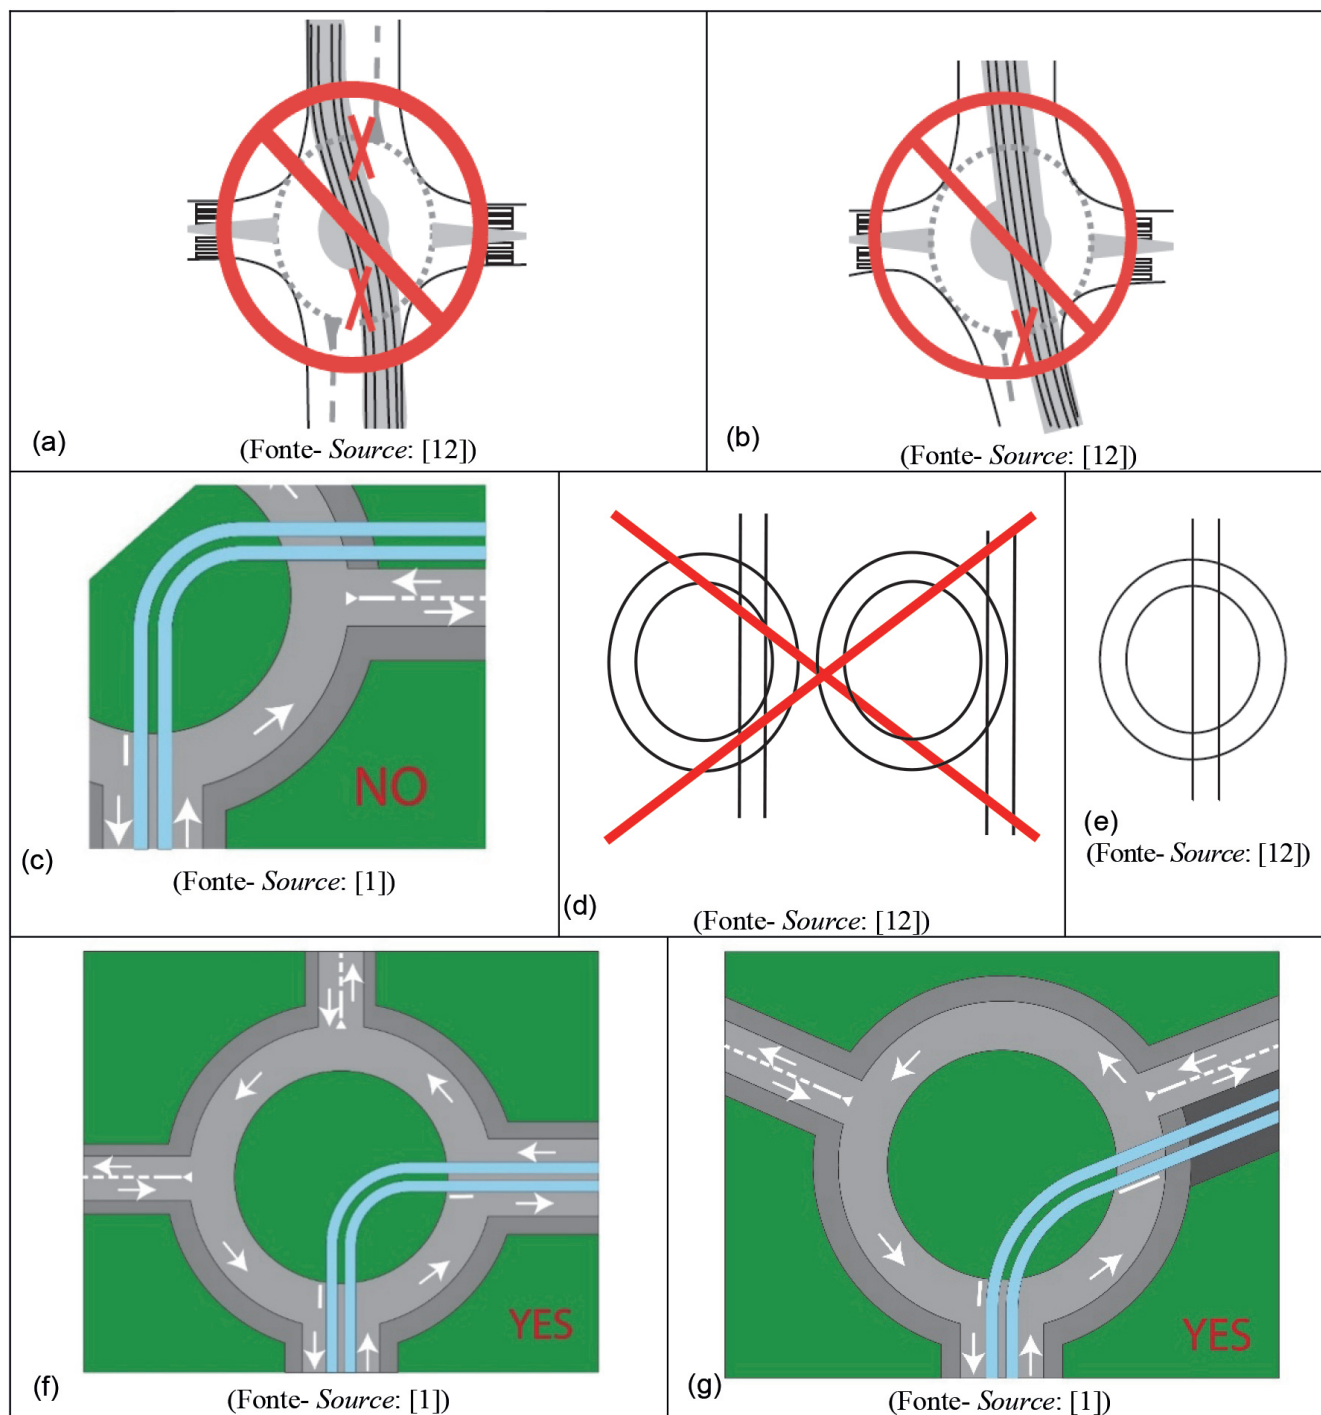 (a)
(Fonte- Source: [12])
(b)
(Fonte- Source: [12])
NO
(c)
(Fonte- Source: [1])
(d)
(Fonte- Source: [12])
(e)
(Fonte- Source: [12])
YES
(f)
(Fonte- Source: [1])
YES
(g)
(Fonte- Source: [1])